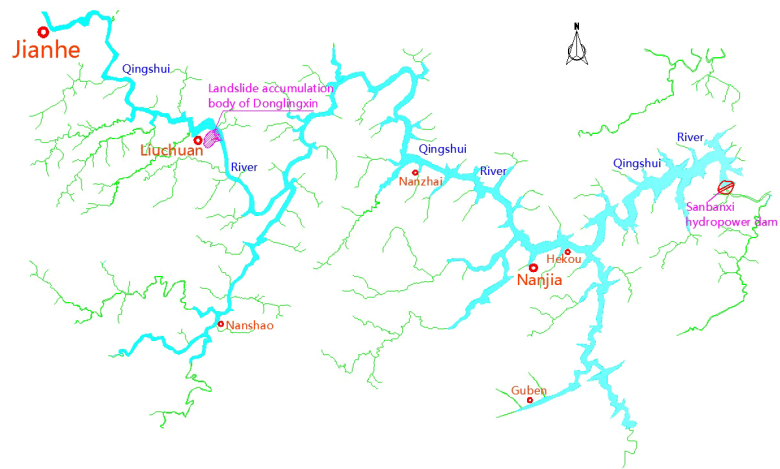 N
Jianhe
Qingshui
Landslide accumulation
body of Donglingxin
Liuchuan
River
Qingshui
River
Nanzhai
Qingshui
River
Sanbanxi
hydropower dam
Hekou
Nanjia
Nanshao
Guben